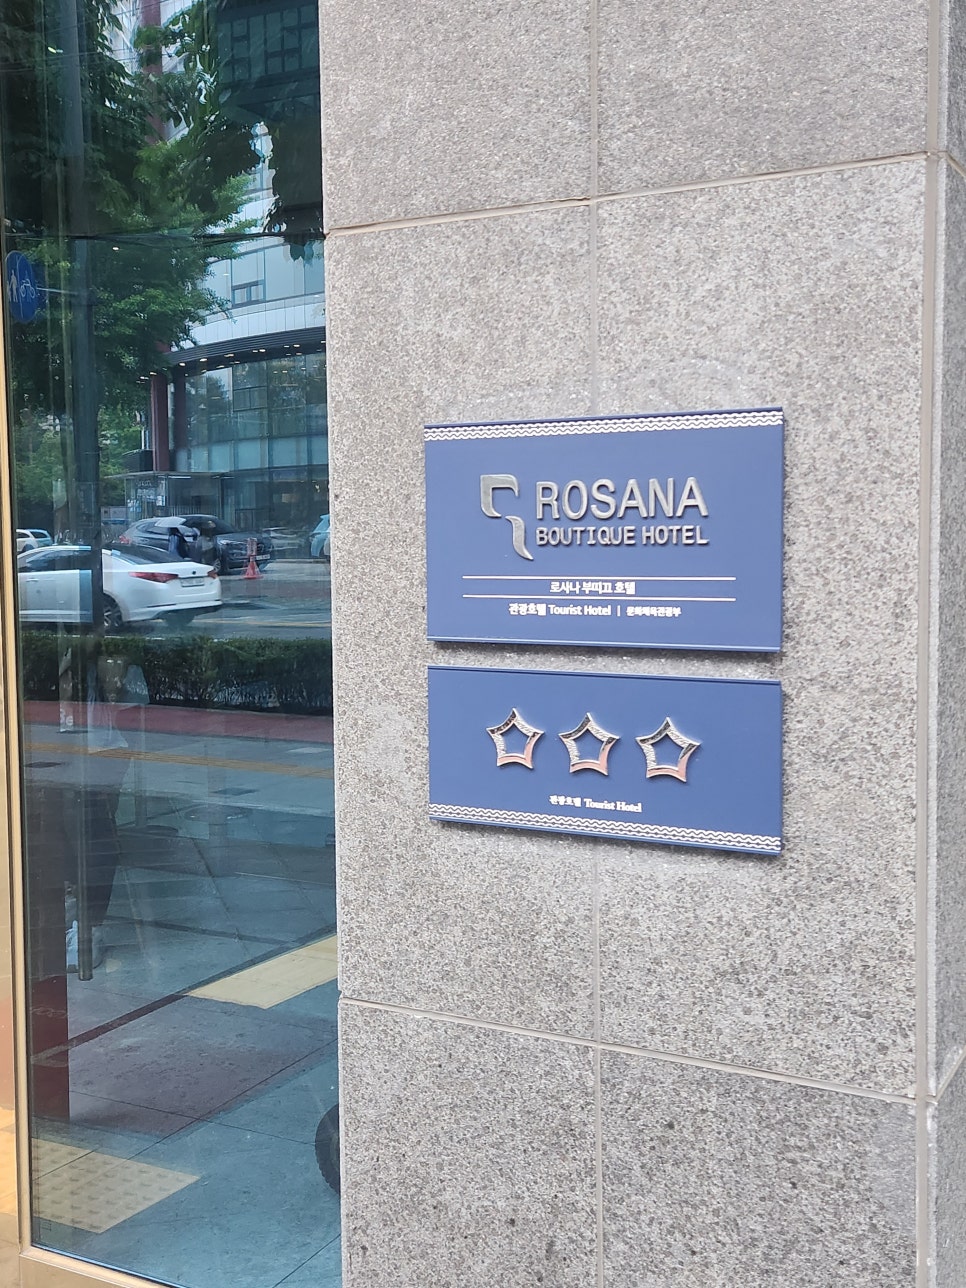 ROSANA
BOUTIQUE HOTEL
로사나 부띠끄 호텔
관광호텔 Tourist Hotel | 문화체육관광부
관광호텔 Tourist Hotel